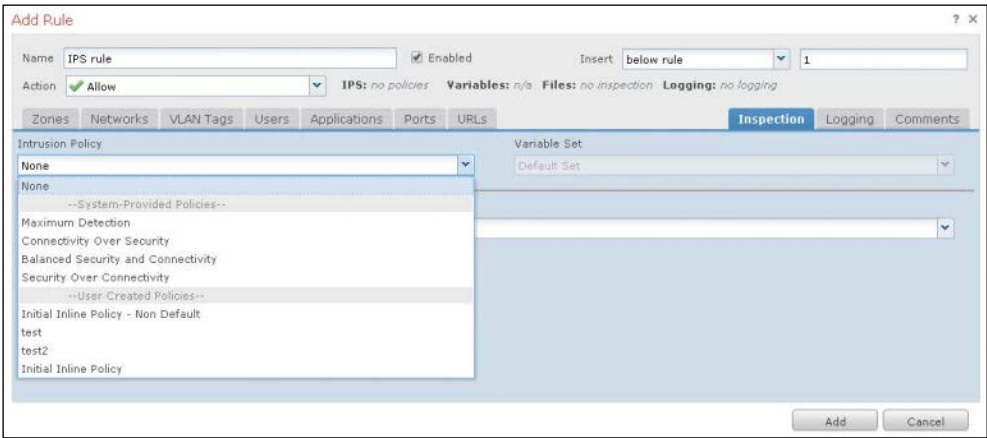 Add Rule ? ×
Name IPS rule Enabled Insert below rule 1
Action Allow IPS: no policies Variables: n/a Files: no inspection Logging: no logging
Zones Networks VLAN Tags Users Applications Ports URLs Inspection Logging Comments
Intrusion Policy Variable Set
None Default Set
None
--System-Provided Policies--
Maximum Detection
Connectivity Over Security
Balanced Security and Connectivity
Security Over Connectivity
--User Created Policies--
Initial Inline Policy - Non Default
test
test2
Initial Inline Policy
Add Cancel